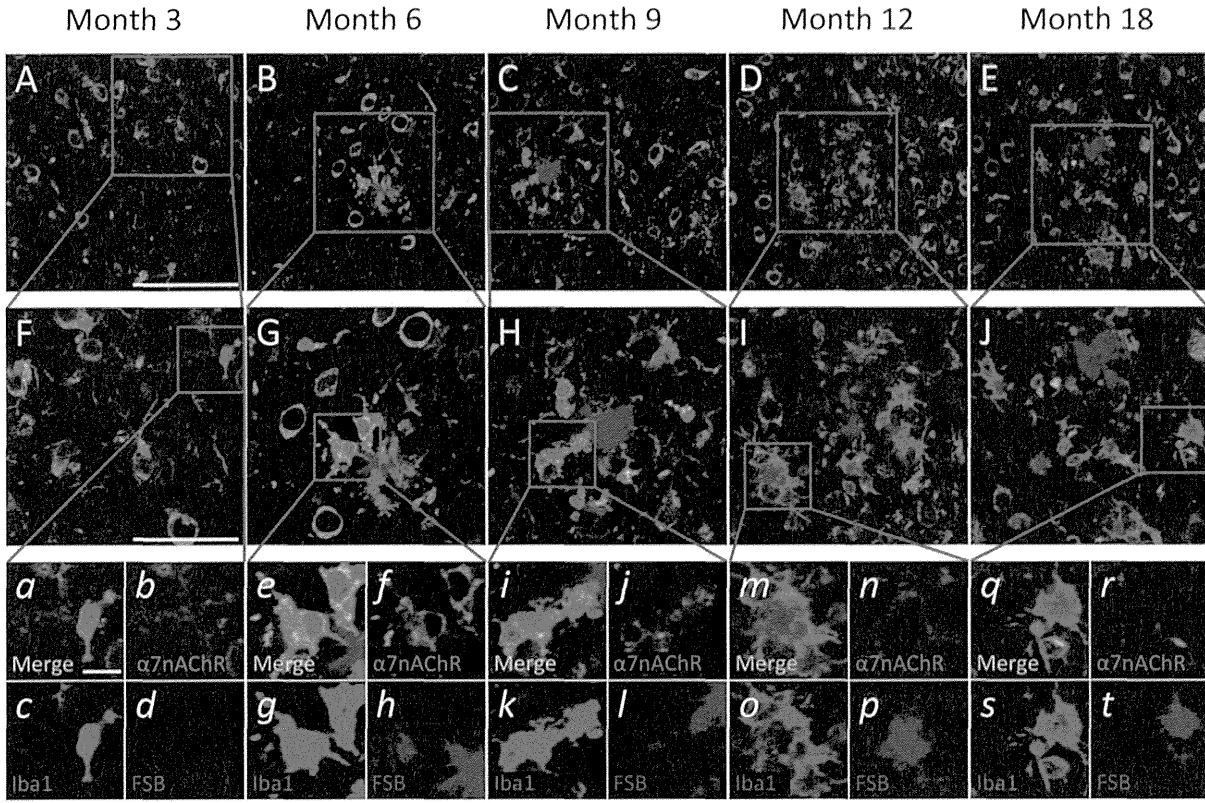 Month 3 Month 6 Month 9 Month 12 Month 18
A B C D E
F G H I J
a b e f i j m n q r
Merge α7nAChR Merge α7nAChR Merge α7nAChR Merge α7nAChR Merge α7nAChR
c d g h k l o p s t
Iba1 FSB Iba1 FSB Iba1 FSB Iba1 FSB Iba1 FSB